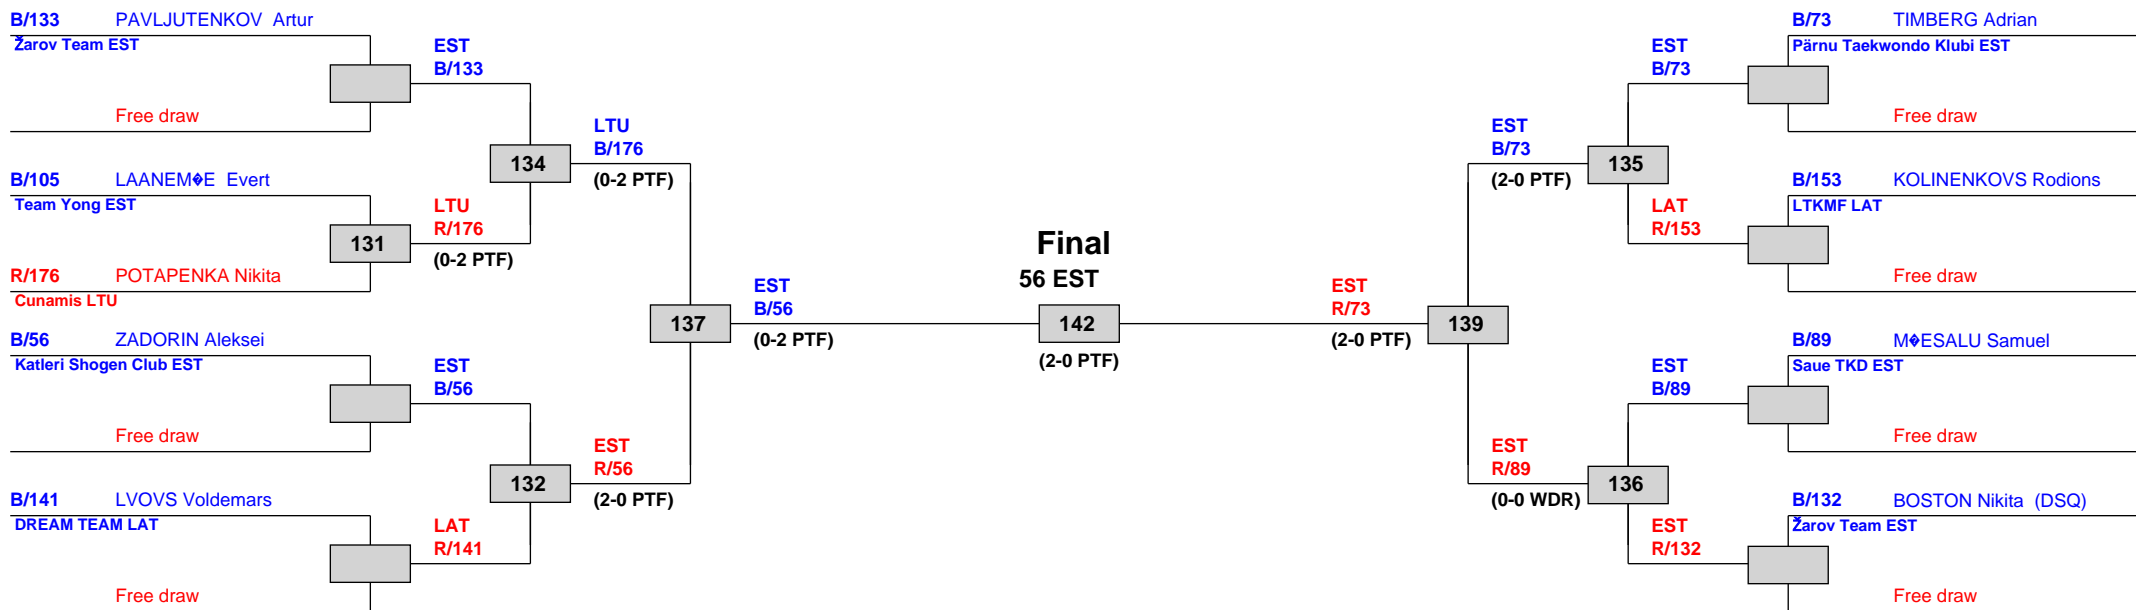 B/133 PAVLJUTENKOV Artur
Žarov Team EST
EST
B/133
Free draw
B/105 LAANEM�E Evert
Team Yong EST
131
LTU
R/176
(0-2 PTF)
R/176 POTAPENKA Nikita
Cunamis LTU
134
LTU
B/176
(0-2 PTF)
B/56 ZADORIN Aleksei
Katleri Shogen Club EST
EST
B/56
Free draw
B/141 LVOVS Voldemars
DREAM TEAM LAT
LAT
R/141
Free draw
132
EST
R/56
(2-0 PTF)
137
EST
B/56
(0-2 PTF)
Final
56 EST
142
(2-0 PTF)
EST
R/73
(2-0 PTF)
139
EST
B/73
(2-0 PTF)
135
EST
B/73
B/73 TIMBERG Adrian
Pärnu Taekwondo Klubi EST
Free draw
LAT
R/153
B/153 KOLINENKOVS Rodions
LTKMF LAT
Free draw
EST
R/89
(0-0 WDR)
136
EST
B/89
B/89 M�ESALU Samuel
Saue TKD EST
Free draw
EST
R/132
B/132 BOSTON Nikita (DSQ)
Žarov Team EST
Free draw